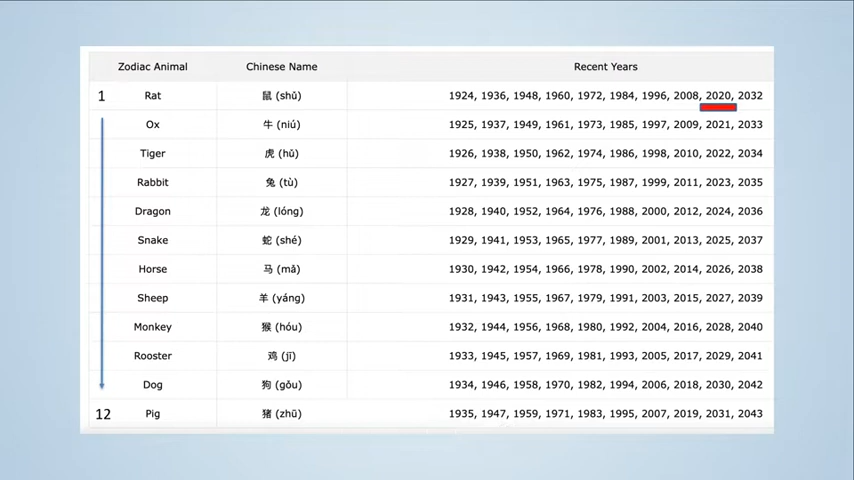 Zodiac Animal Chinese Name Recent Years
1 Rat 鼠 (shǔ) 1924, 1936, 1948, 1960, 1972, 1984, 1996, 2008, 2020, 2032
Ox 牛 (niú) 1925, 1937, 1949, 1961, 1973, 1985, 1997, 2009, 2021, 2033
Tiger 虎 (hǔ) 1926, 1938, 1950, 1962, 1974, 1986, 1998, 2010, 2022, 2034
Rabbit 兔 (tù) 1927, 1939, 1951, 1963, 1975, 1987, 1999, 2011, 2023, 2035
Dragon 龙 (lóng) 1928, 1940, 1952, 1964, 1976, 1988, 2000, 2012, 2024, 2036
Snake 蛇 (shé) 1929, 1941, 1953, 1965, 1977, 1989, 2001, 2013, 2025, 2037
Horse 马 (mǎ) 1930, 1942, 1954, 1966, 1978, 1990, 2002, 2014, 2026, 2038
Sheep 羊 (yáng) 1931, 1943, 1955, 1967, 1979, 1991, 2003, 2015, 2027, 2039
Monkey 猴 (hóu) 1932, 1944, 1956, 1968, 1980, 1992, 2004, 2016, 2028, 2040
Rooster 鸡 (jī) 1933, 1945, 1957, 1969, 1981, 1993, 2005, 2017, 2029, 2041
Dog 狗 (gǒu) 1934, 1946, 1958, 1970, 1982, 1994, 2006, 2018, 2030, 2042
12 Pig 猪 (zhū) 1935, 1947, 1959, 1971, 1983, 1995, 2007, 2019, 2031, 2043